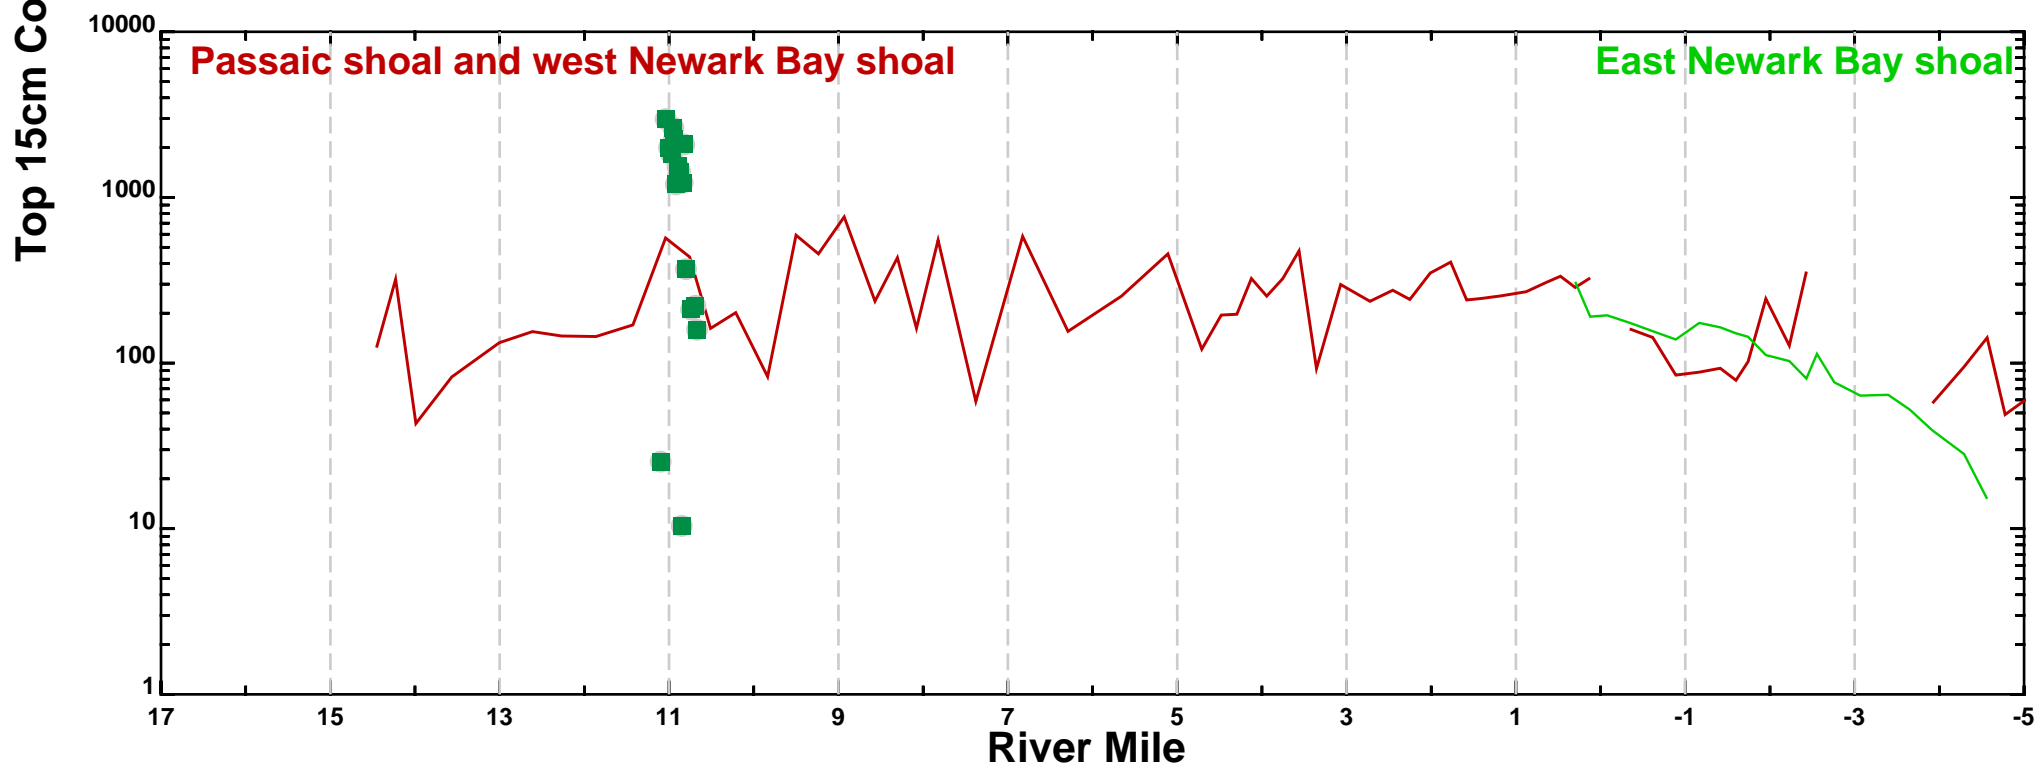 Top 15cm Co
10000
1000
100
10
1
Passaic shoal and west Newark Bay shoal
East Newark Bay shoal
17 15 13 11 9 7 5 3 1 -1 -3 -5
River Mile